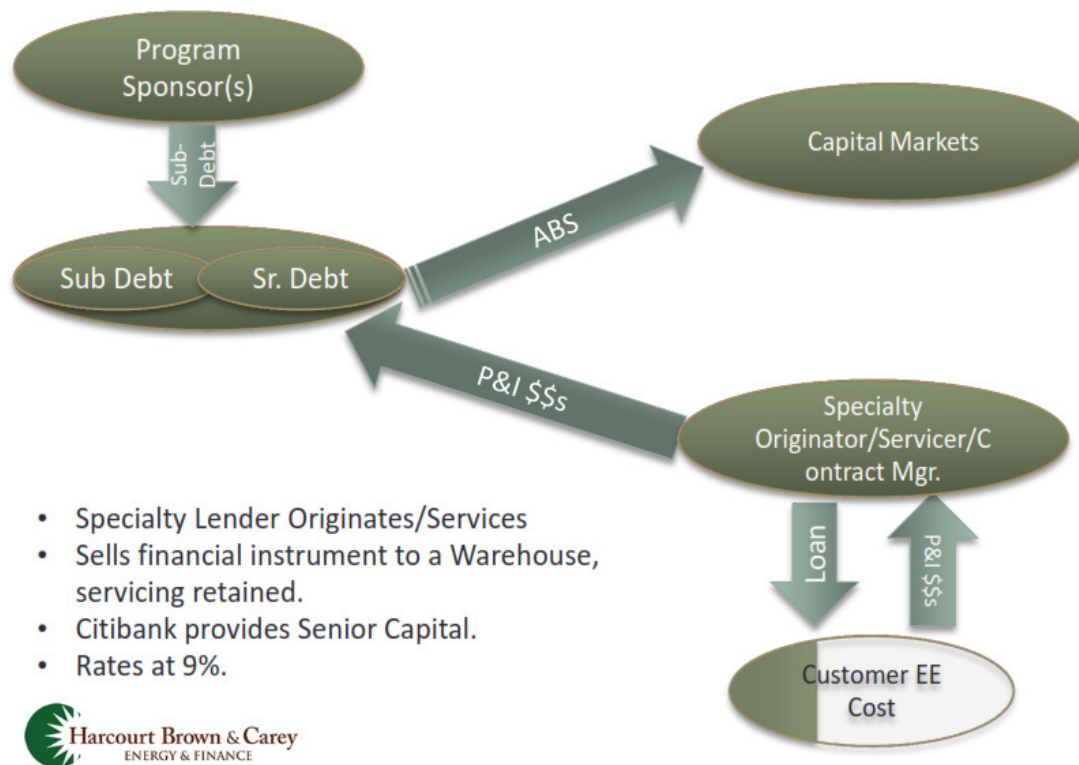 Program
Sponsor(s)
Sub-
Debt
Capital Markets
Sub Debt
Sr. Debt
ABS
P&I $$s
Specialty
Originator/Servicer/C
ontract Mgr.
Loan
P&I $$s
Customer EE
Cost
• Specialty Lender Originates/Services
• Sells financial instrument to a Warehouse,
servicing retained.
• Citibank provides Senior Capital.
• Rates at 9%.
Harcourt Brown & Carey
ENERGY & FINANCE